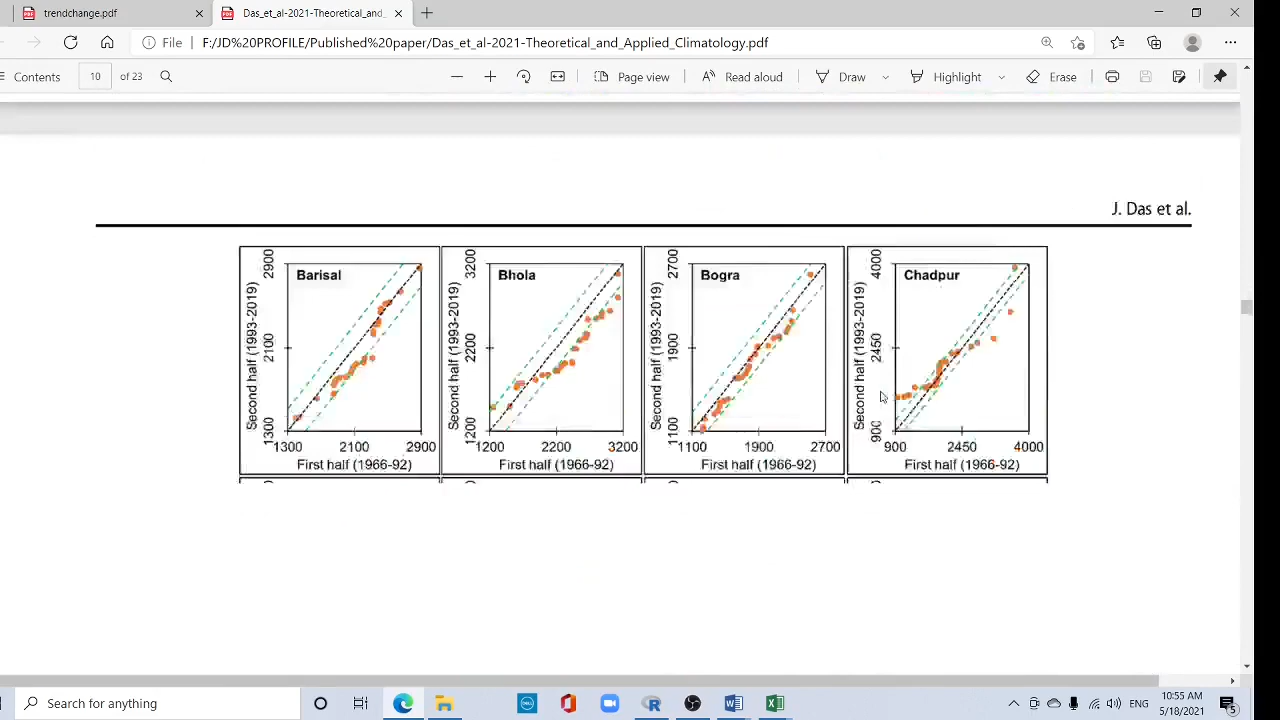 trendchange.pdf
Das_et_al-2021-Theoretical_and_
File F:/JD%20PROFILE/Published%20paper/Das_et_al-2021-Theoretical_and_Applied_Climatology.pdf
Contents 10 of 23 Page view Read aloud Draw Highlight Erase
J. Das et al.
Barisal
Second half (1993-2019)
1300 2100 2900
1300 2100 2900
First half (1966-92)
Bhola
Second half (1993-2019)
1200 2200 3200
1200 2200 3200
First half (1966-92)
Bogra
Second half (1993-2019)
1100 1900 2700
1100 1900 2700
First half (1966-92)
Chadpur
Second half (1993-2019)
900 2450 4000
900 2450 4000
First half (1966-92)
Search for anything
ENG
10:55 AM
5/18/2021
5